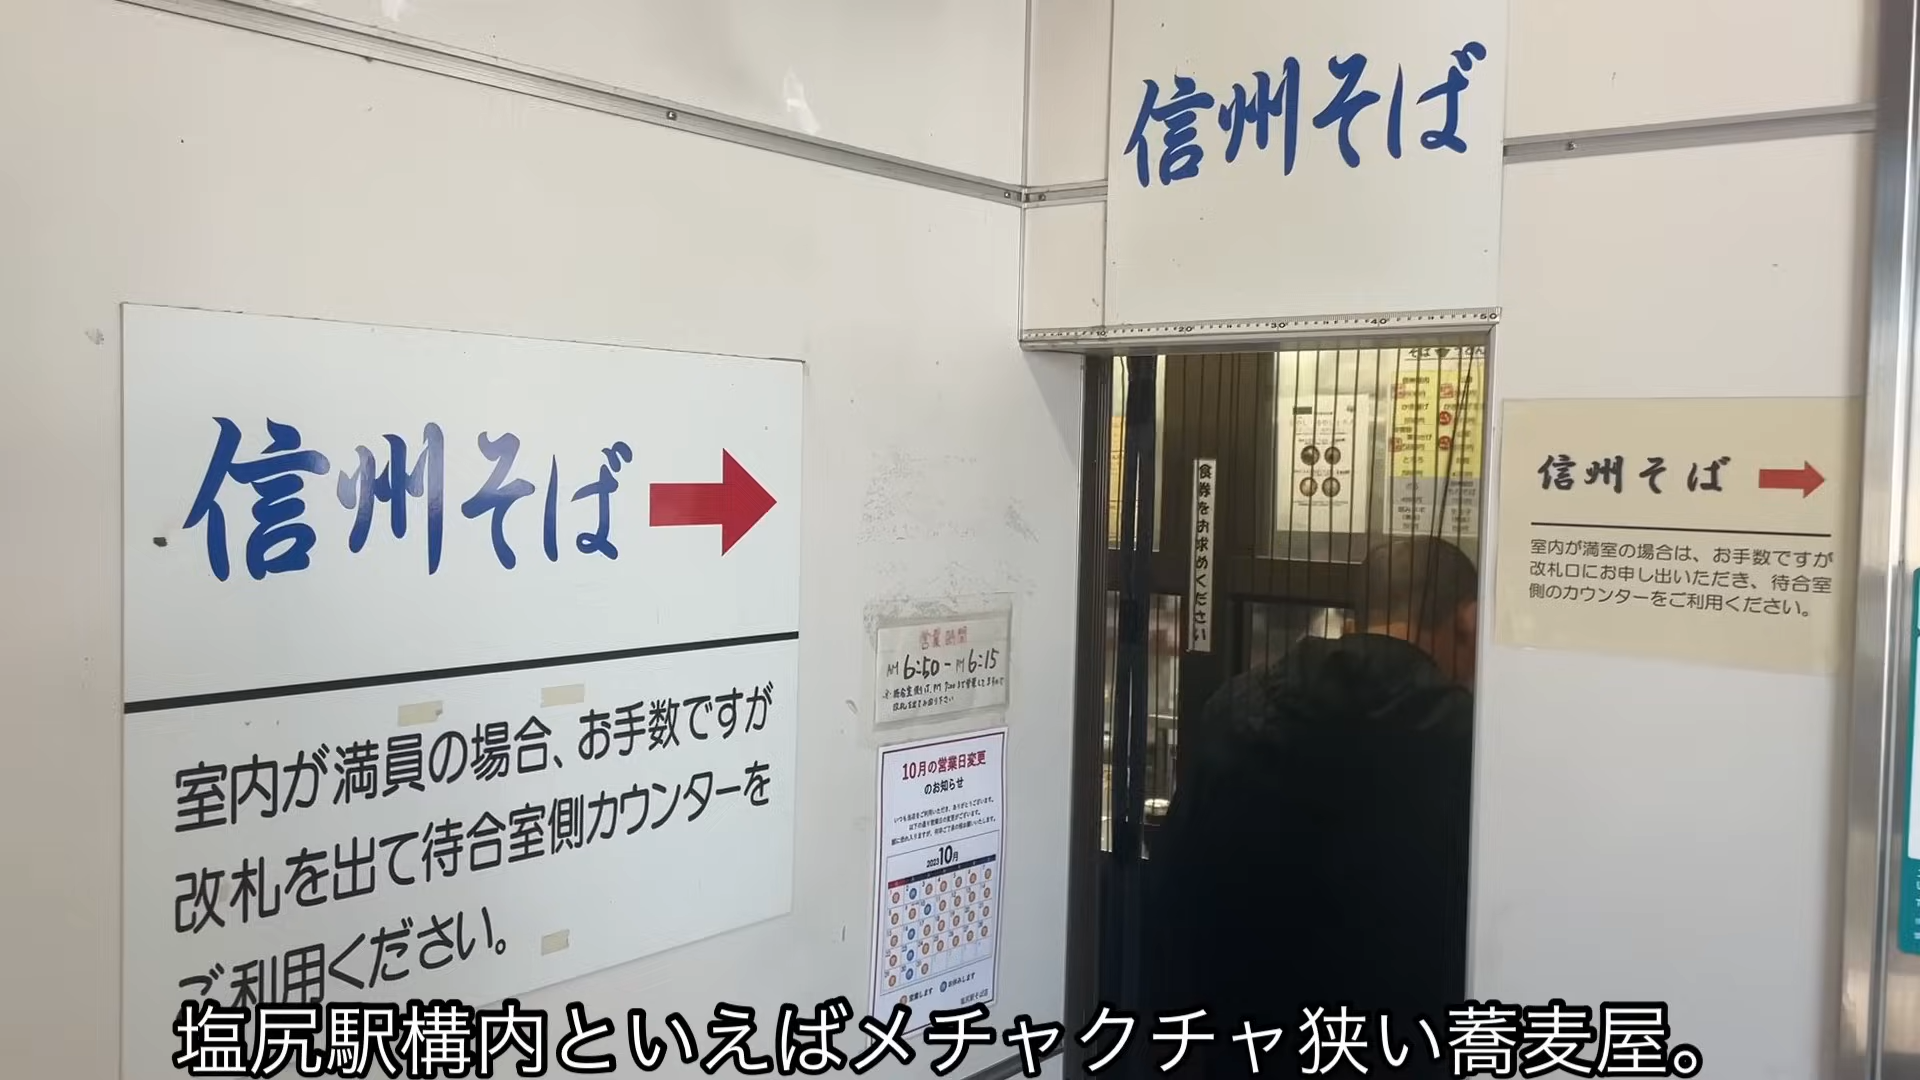 信州そば
信州そば
室内が満員の場合、お手数ですが
改札を出て待合室側カウンターを
ご利用ください。
営業時間
AM 6:50-PM 6:15
10月の営業日変更
のお知らせ
2023 10月
食券をお求めください
信州そば
室内が満室の場合は、お手数ですが
改札口にお申し出いただき、待合室
側のカウンターをご利用ください。
塩尻駅構内といえばメチャクチャ狭い蕎麦屋。